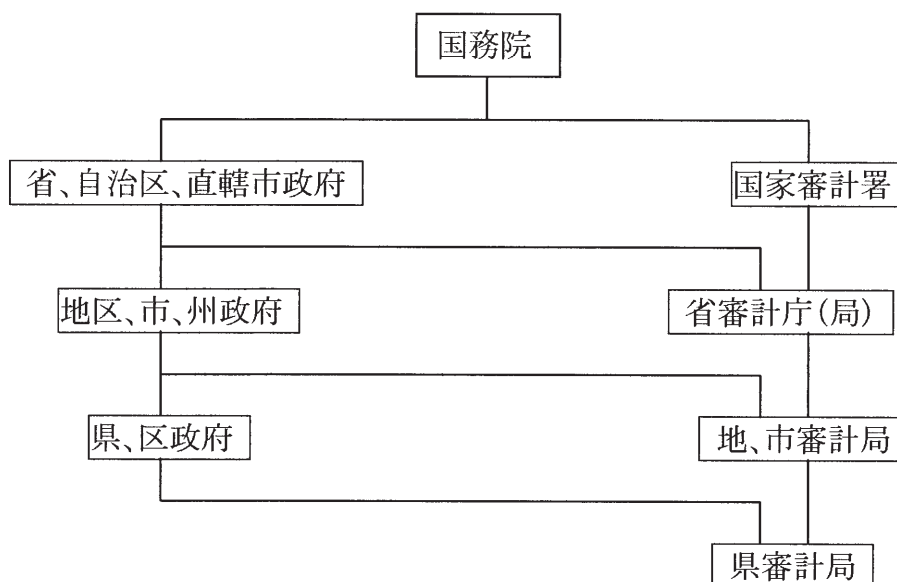 国務院
省、自治区、直轄市政府
国家審計署
地区、市、州政府
省審計庁(局)
県、区政府
地、市審計局
県審計局